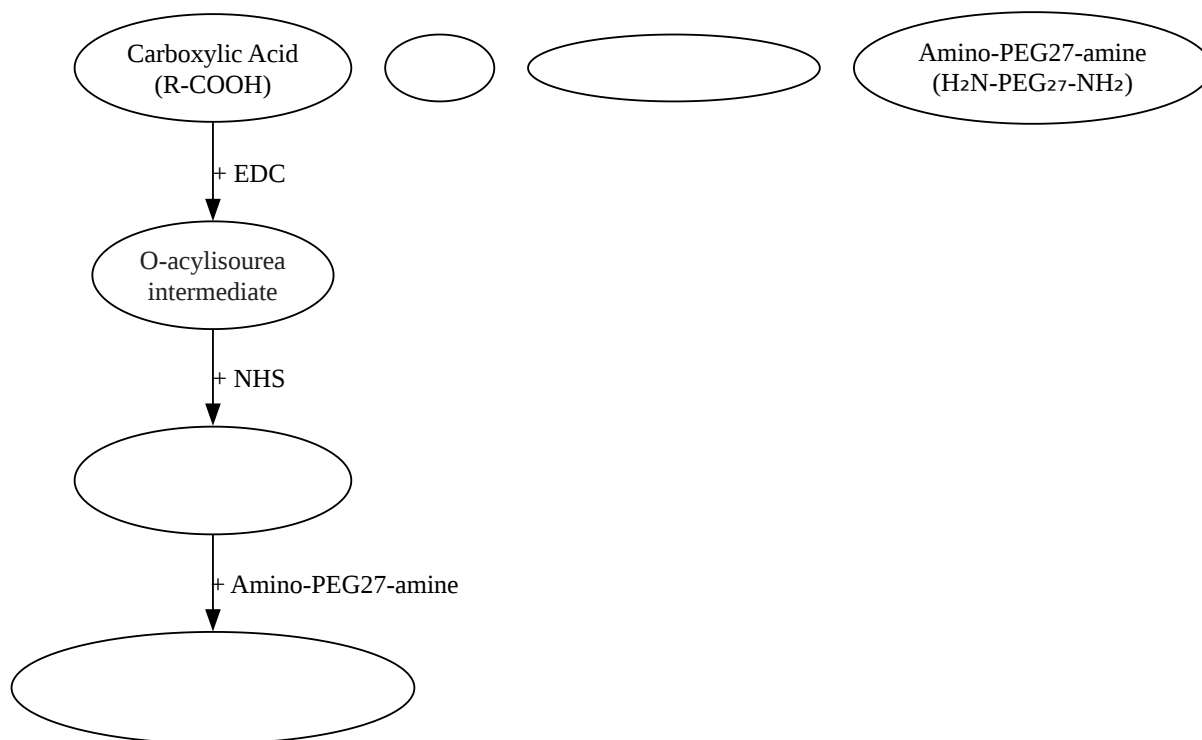 Carboxylic Acid
(R-COOH)
Amino-PEG27-amine
(H₂N-PEG₂₇-NH₂)
+ EDC
O-acylisourea
intermediate
+ NHS
+ Amino-PEG27-amine